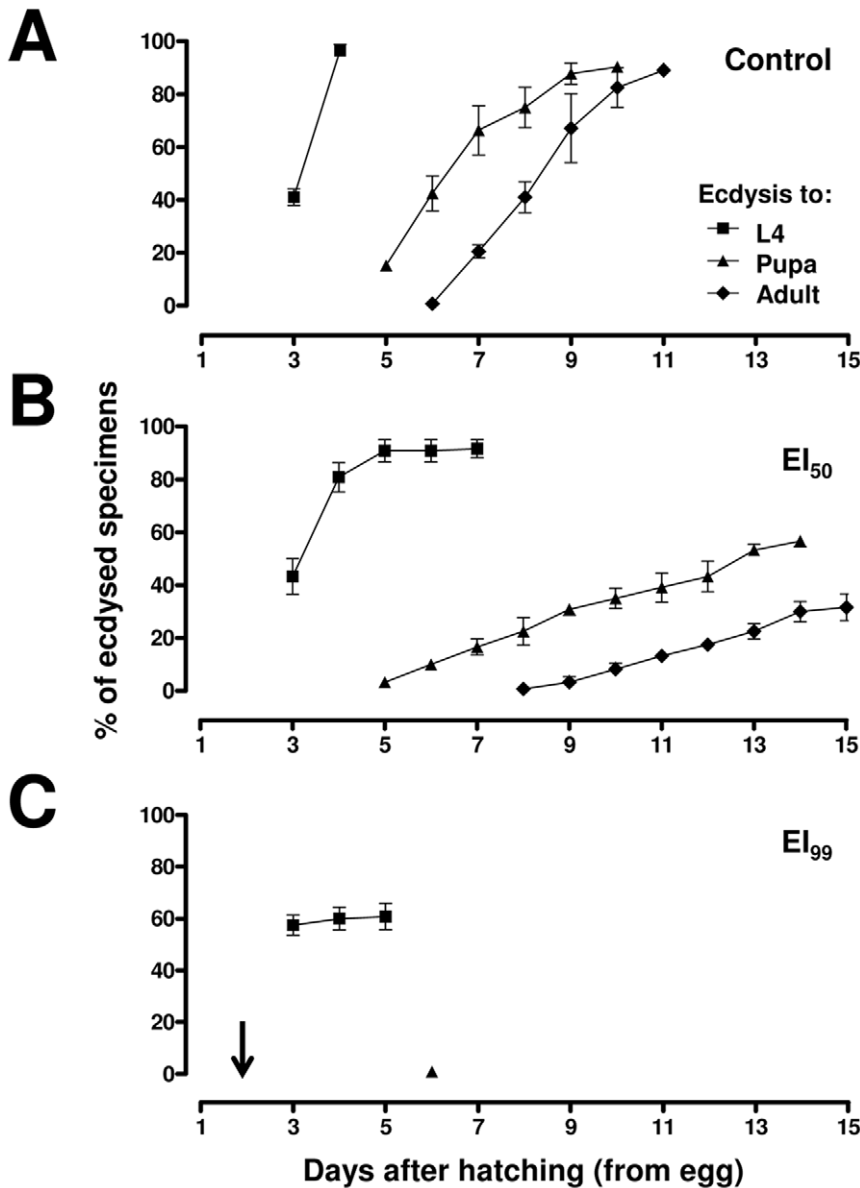 A
Control
100
80
60
40
20
0
Ecdysis to:
L4
Pupa
Adult
1 3 5 7 9 11 13 15
B
EI50
100
80
60
40
20
0
1 3 5 7 9 11 13 15
% of ecdysed specimens
C
EI99
100
80
60
40
20
0
1 3 5 7 9 11 13 15
Days after hatching (from egg)